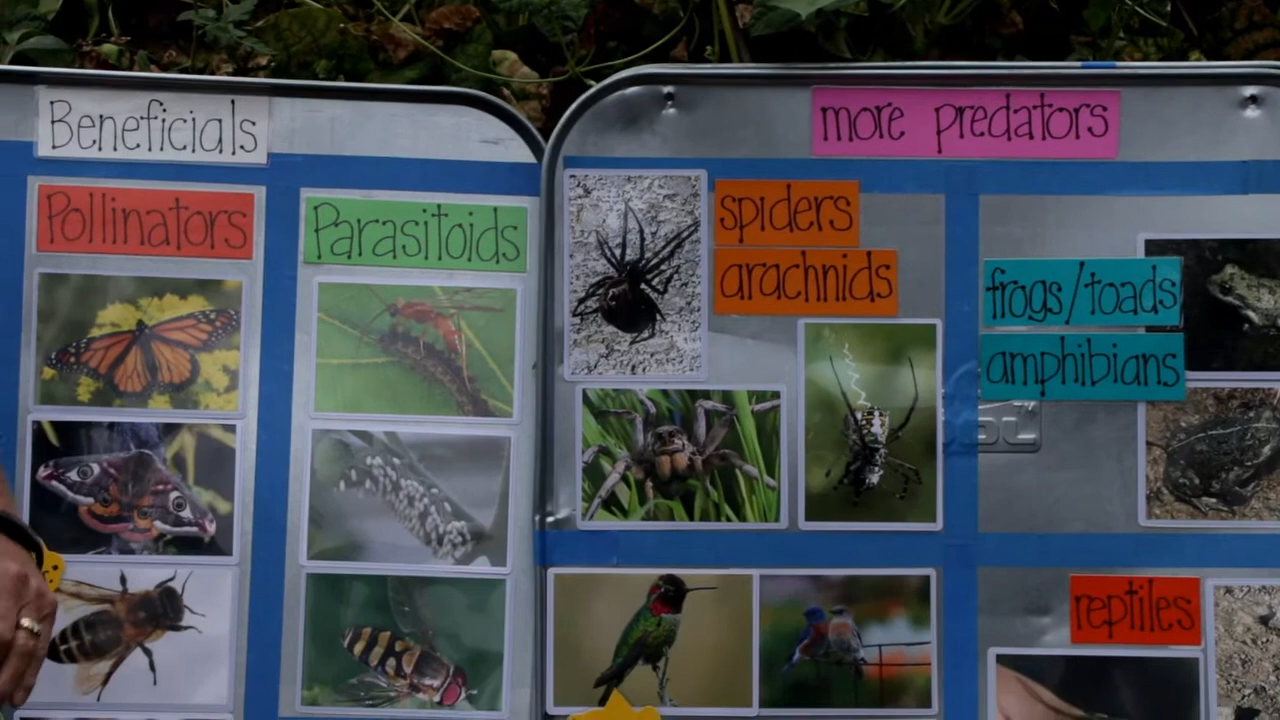 Beneficials
Pollinators
Parasitoids
more predators
spiders
arachnids
frogs/toads
amphibians
reptiles